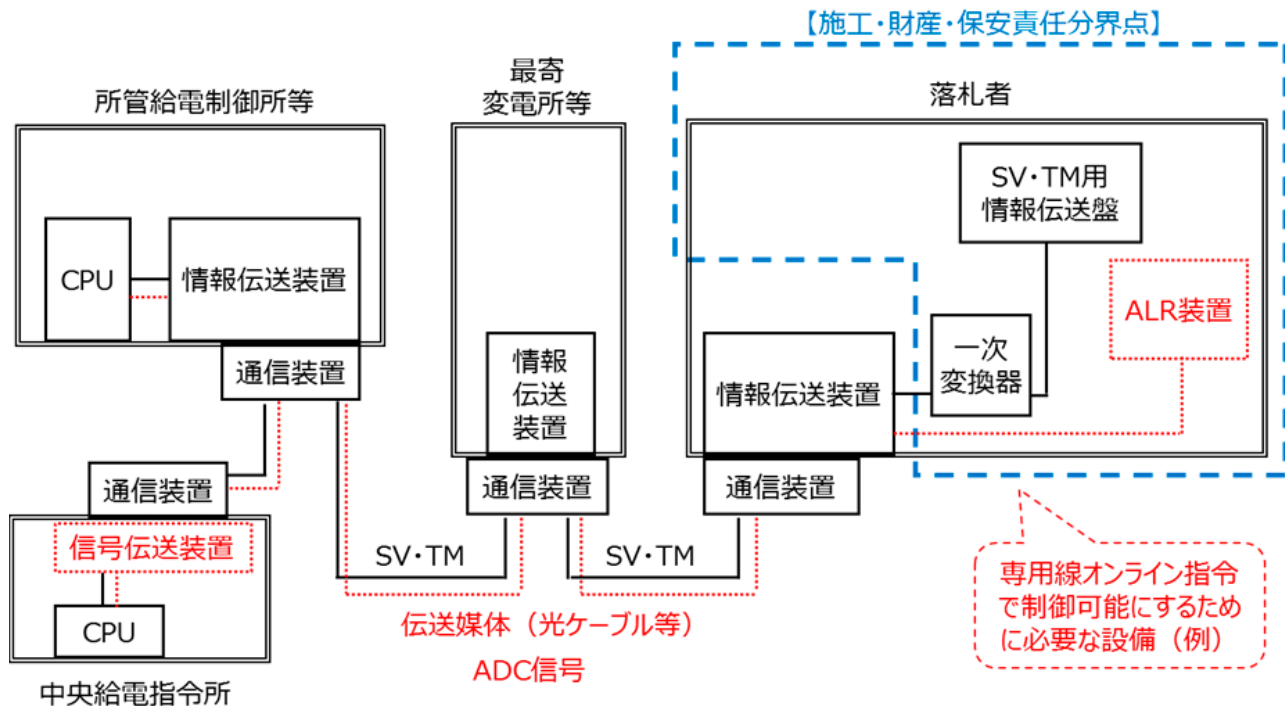 【施工・財産・保安責任分界点】
所管給電制御所等
最寄
変電所等
落札者
CPU
情報伝送装置
通信装置
通信装置
信号伝送装置
CPU
中央給電指令所
情報
伝送
装置
通信装置
SV・TM
SV・TM
伝送媒体（光ケーブル等）
ADC信号
SV・TM用
情報伝送盤
ALR装置
一次
変換器
情報伝送装置
通信装置
専用線オンライン指令
で制御可能にするため
に必要な設備（例）